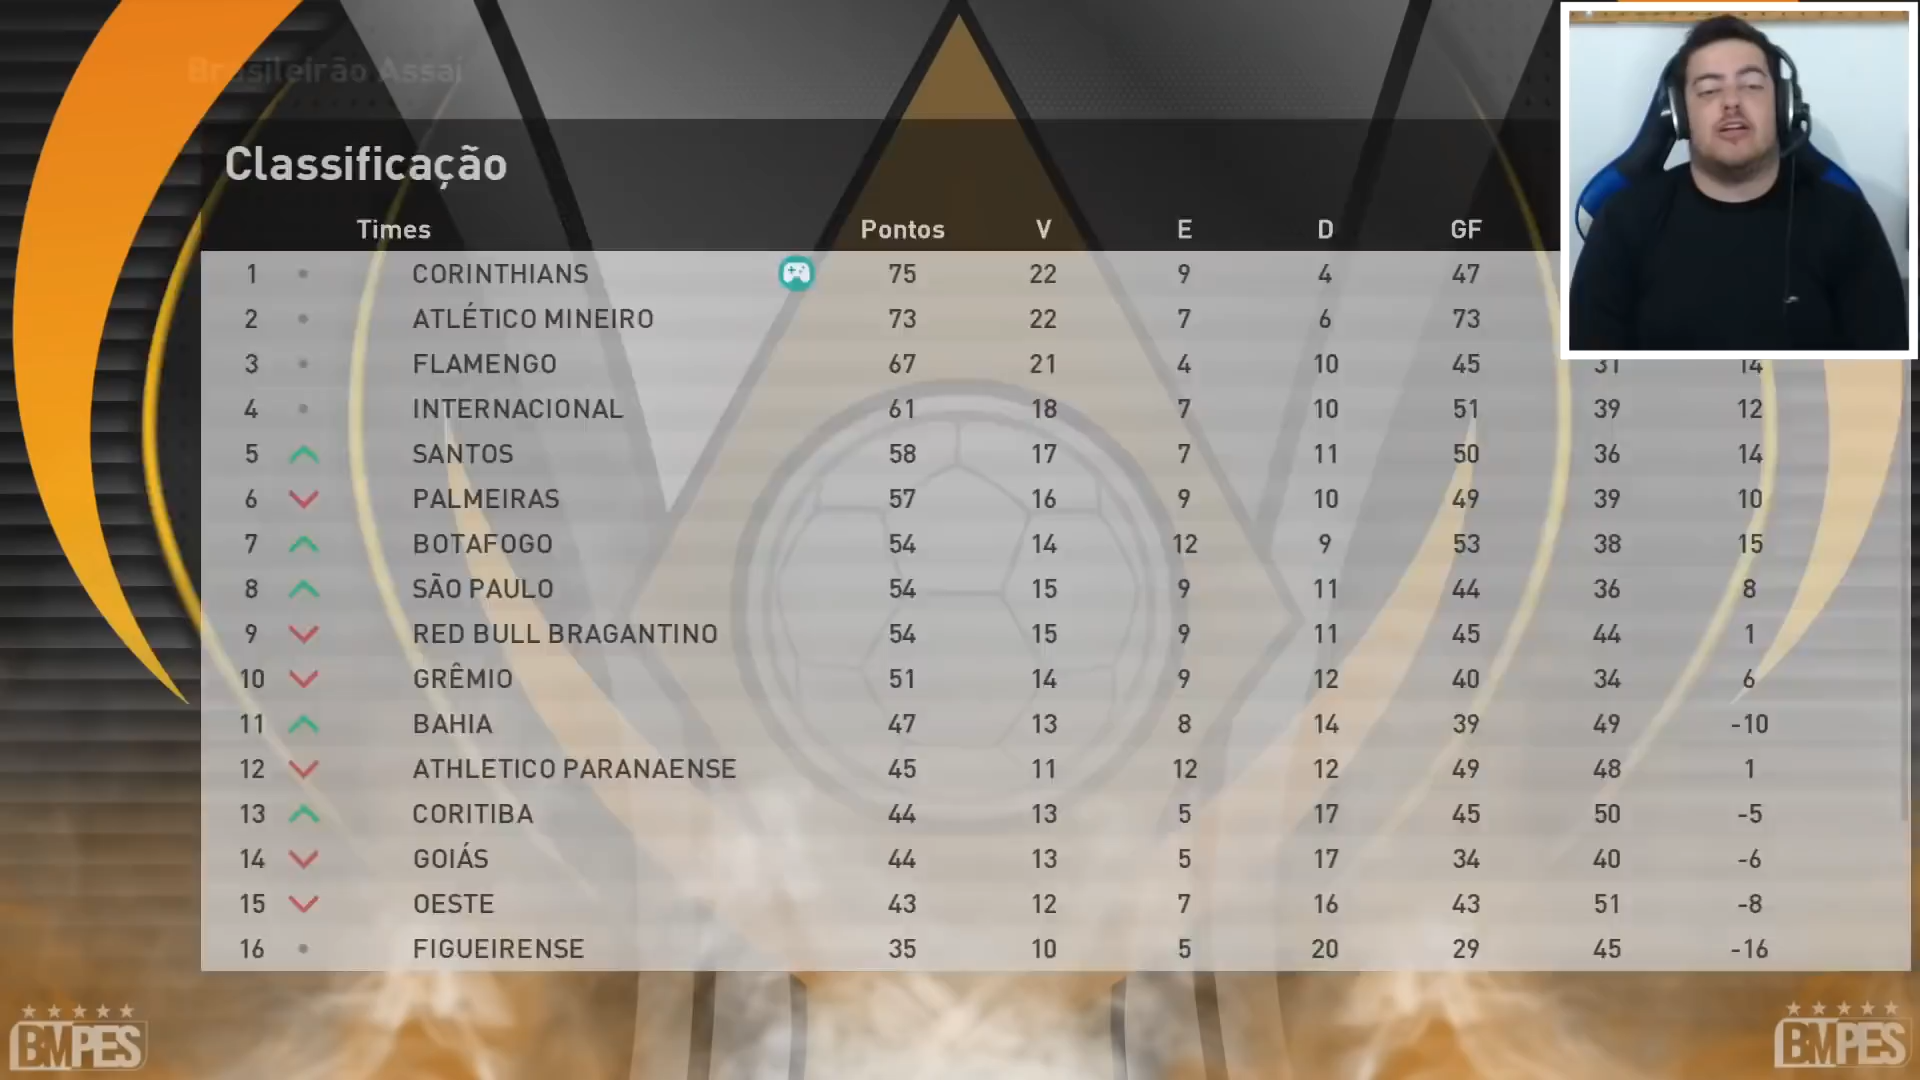 Brasileirão Assaí
Classificação
Times Pontos V E D GF
1 CORINTHIANS 75 22 9 4 47
2 ATLÉTICO MINEIRO 73 22 7 6 73
3 FLAMENGO 67 21 4 10 45 31 14
4 INTERNACIONAL 61 18 7 10 51 39 12
5 SANTOS 58 17 7 11 50 36 14
6 PALMEIRAS 57 16 9 10 49 39 10
7 BOTAFOGO 54 14 12 9 53 38 15
8 SÃO PAULO 54 15 9 11 44 36 8
9 RED BULL BRAGANTINO 54 15 9 11 45 44 1
10 GRÊMIO 51 14 9 12 40 34 6
11 BAHIA 47 13 8 14 39 49 -10
12 ATHLETICO PARANAENSE 45 11 12 12 49 48 1
13 CORITIBA 44 13 5 17 45 50 -5
14 GOIÁS 44 13 5 17 34 40 -6
15 OESTE 43 12 7 16 43 51 -8
16 FIGUEIRENSE 35 10 5 20 29 45 -16
BMPES BMPES